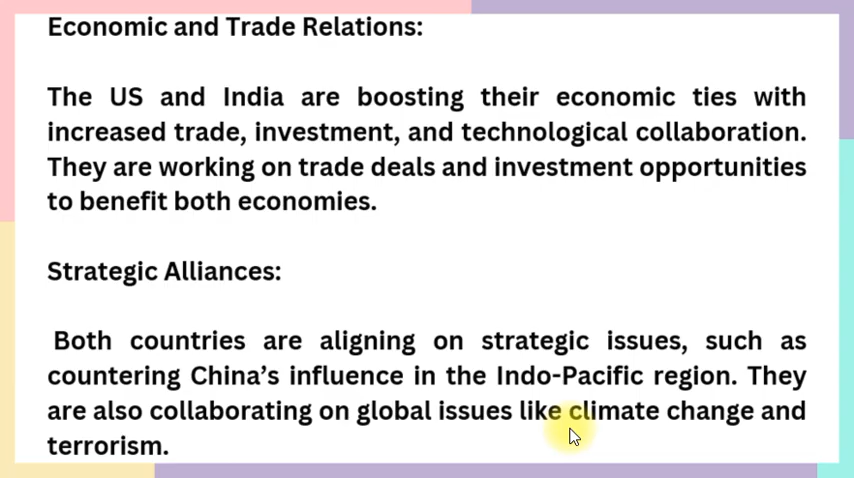 Economic and Trade Relations:
The US and India are boosting their economic ties with
increased trade, investment, and technological collaboration.
They are working on trade deals and investment opportunities
to benefit both economies.
Strategic Alliances:
Both countries are aligning on strategic issues, such as
countering China’s influence in the Indo-Pacific region. They
are also collaborating on global issues like climate change and
terrorism.